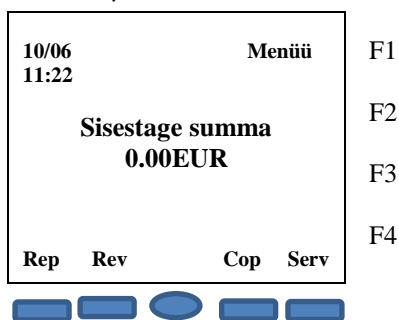 10/06 Menüü F1
11:22
F2
Sisestage summa
0.00EUR
F3
F4
Rep Rev Cop Serv